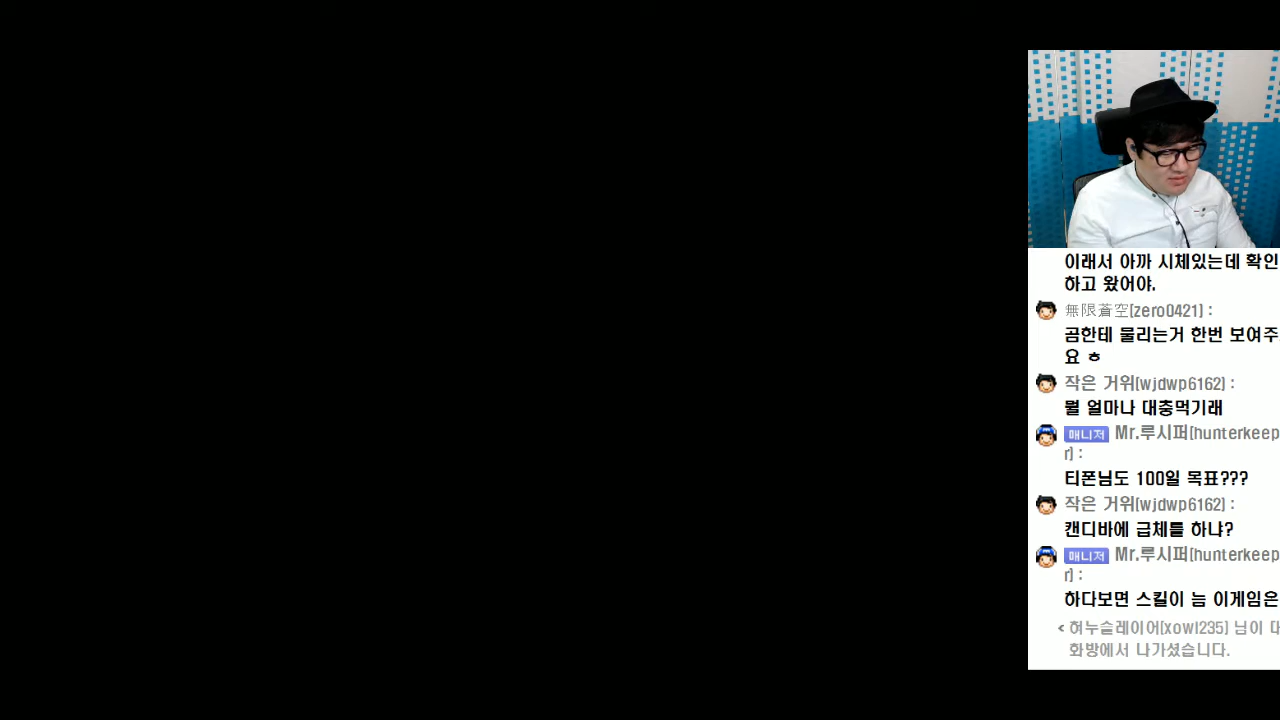 이래서 아까 시체있는데 확인
하고 왔어야.
無限蒼空[zero0421] :
곰한테 물리는거 한번 보여주
요 ㅎ
작은 거위[wjdwp6162] :
뭘 얼마나 대충먹기래
매니저 Mr.루시퍼[hunterkeep
r] :
티폰님도 100일 목표???
작은 거위[wjdwp6162] :
캔디바에 급체를 하냐?
매니저 Mr.루시퍼[hunterkeep
r] :
하다보면 스킬이 늠 이게임은
< 허누슬레이어[xowl235] 님이 대
화방에서 나가셨습니다.